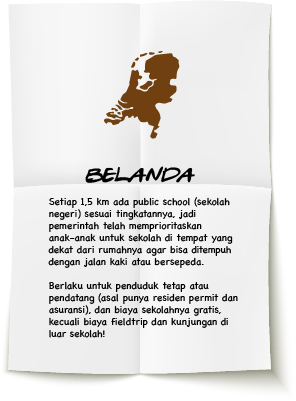 BELANDA
Setiap 1,5 km ada public school (sekolah
negeri) sesuai tingkatannya, jadi
pemerintah telah memprioritaskan
anak-anak untuk sekolah di tempat yang
dekat dari rumahnya agar bisa ditempuh
dengan jalan kaki atau bersepeda.
Berlaku untuk penduduk tetap atau
pendatang (asal punya residen permit dan
asuransi), dan biaya sekolahnya gratis,
kecuali biaya fieldtrip dan kunjungan di
luar sekolah!